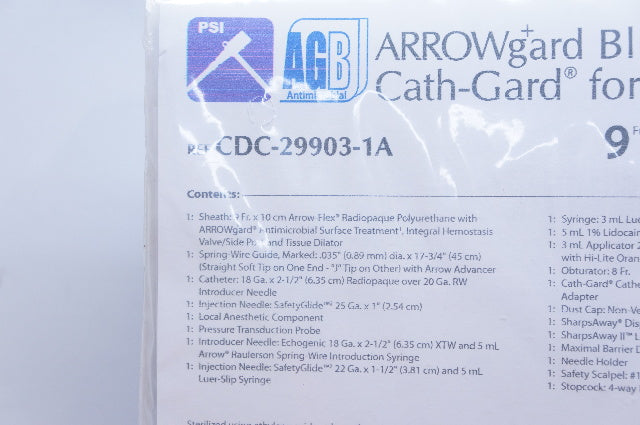 PSI
AGB
Antimicrobial
ARROWg+ard Bl
Cath-Gard® for
REF CDC-29903-1A
9 Fr
Contents:
1: Sheath: 9 Fr. x 10 cm Arrow-Flex® Radiopaque Polyurethane with
ARROWgard® Antimicrobial Surface Treatment¹, Integral Hemostasis
Valve/Side Port and Tissue Dilator
1: Spring-Wire Guide, Marked: .035" (0.89 mm) dia. x 17-3/4" (45 cm)
(Straight Soft Tip on One End - "J" Tip on Other) with Arrow Advancer
1: Catheter: 18 Ga. x 2-1/2" (6.35 cm) Radiopaque over 20 Ga. RW
Introducer Needle
1: Injection Needle: SafetyGlide™² 25 Ga. x 1" (2.54 cm)
1: Local Anesthetic Component
1: Pressure Transduction Probe
1: Introducer Needle: Echogenic 18 Ga. x 2-1/2" (6.35 cm) XTW and 5 mL
Arrow® Raulerson Spring-Wire Introduction Syringe
1: Injection Needle: SafetyGlide™² 22 Ga. x 1-1/2" (3.81 cm) and 5 mL
Luer-Slip Syringe
1: Syringe: 3 mL Lue
1: 5 mL 1% Lidocain
1: 3 mL Applicator
with Hi-Lite Oran
1: Obturator: 8 Fr.
1: Cath-Gard® Cathe
Adapter
1: Dust Cap: Non-Ve
1: SharpsAway® Dis
1: SharpsAway II™ L
1: Maximal Barrier D
1: Needle Holder
1: Safety Scalpel: #1
1: Stopcock: 4-way